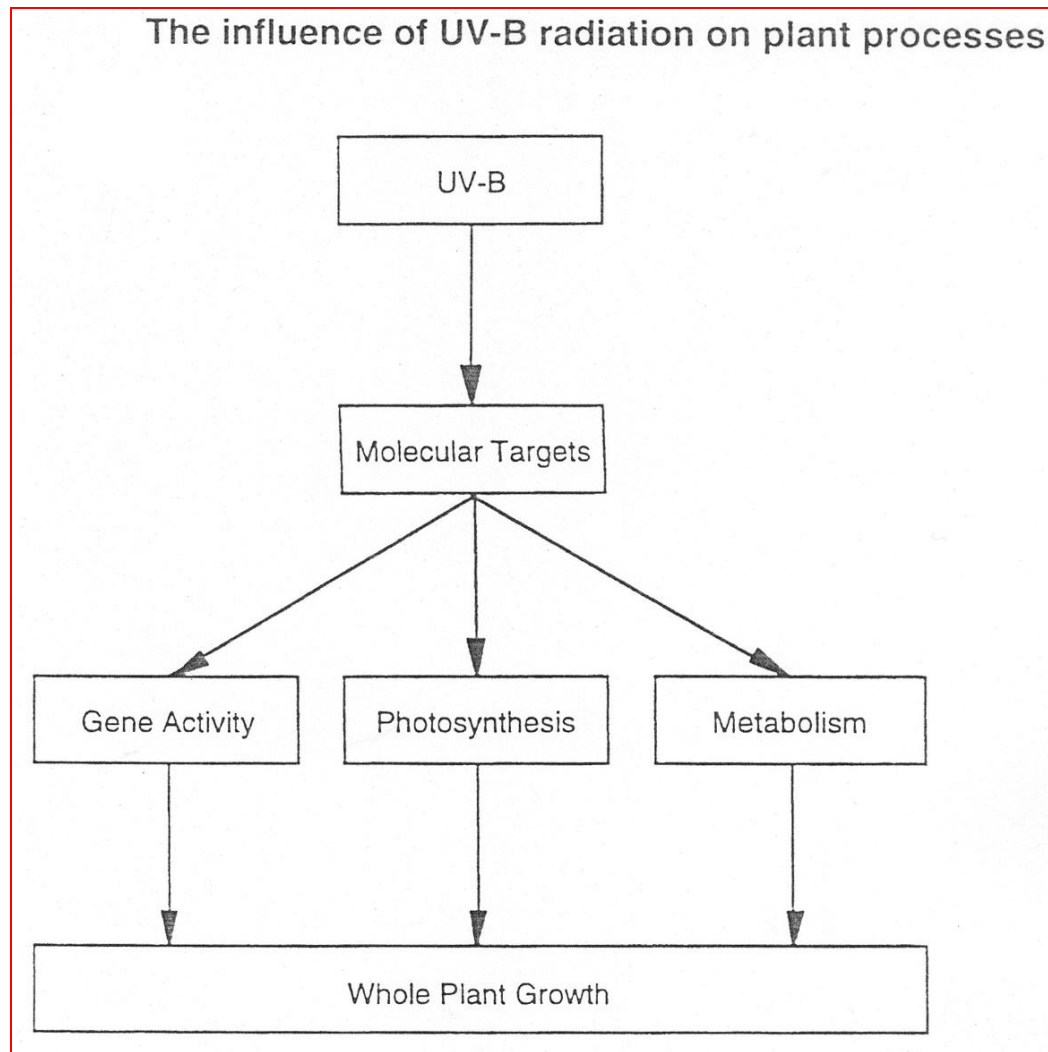 The influence of UV-B radiation on plant processes
UV-B
Molecular Targets
Gene Activity
Photosynthesis
Metabolism
Whole Plant Growth